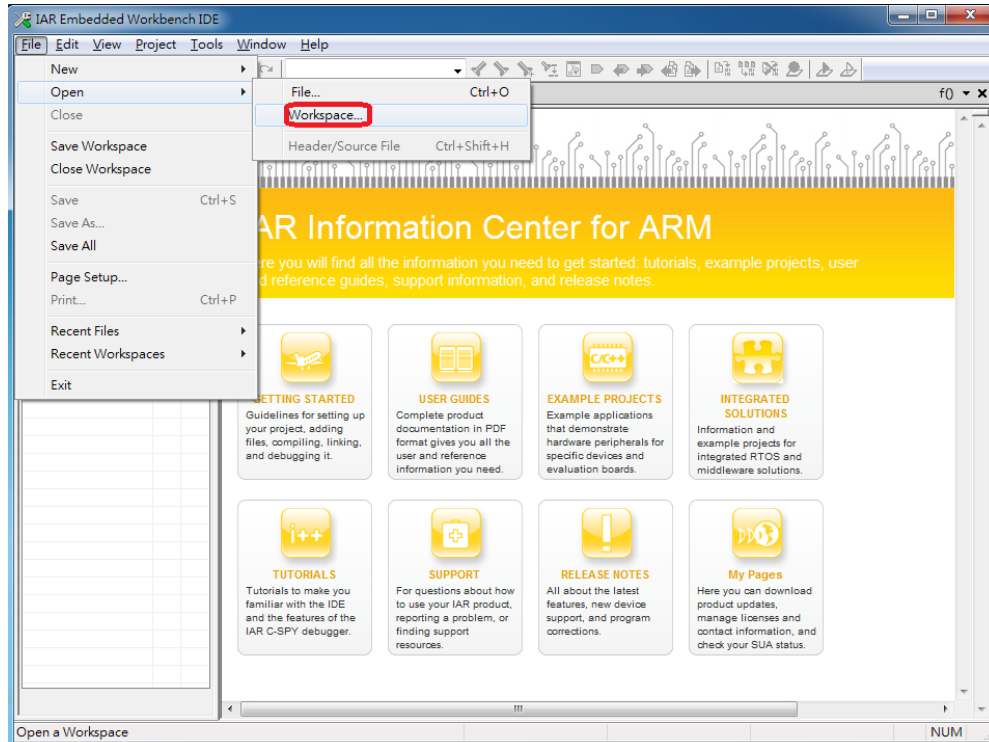 IAR Embedded Workbench IDE
File Edit View Project Tools Window Help
New
Open
Close
Save Workspace
Close Workspace
Save Ctrl+S
Save As...
Save All
Page Setup...
Print... Ctrl+P
Recent Files
Recent Workspaces
Exit
File... Ctrl+O
Workspace...
Header/Source File Ctrl+Shift+H
f()
AR Information Center for ARM
re you will find all the information you need to get started: tutorials, example projects, user
d reference guides, support information, and release notes.
GETTING STARTED
Guidelines for setting up
your project, adding
files, compiling, linking,
and debugging it.
USER GUIDES
Complete product
documentation in PDF
format gives you all the
user and reference
information you need.
C/C++
EXAMPLE PROJECTS
Example applications
that demonstrate
hardware peripherals for
specific devices and
evaluation boards.
INTEGRATED
SOLUTIONS
Information and
example projects for
integrated RTOS and
middleware solutions.
i++
TUTORIALS
Tutorials to make you
familiar with the IDE
and the features of the
IAR C-SPY debugger.
SUPPORT
For questions about how
to use your IAR product,
reporting a problem, or
finding support
resources.
RELEASE NOTES
All about the latest
features, new device
support, and program
corrections.
My Pages
Here you can download
product updates,
manage licenses and
contact information, and
check your SUA status.
Open a Workspace
NUM